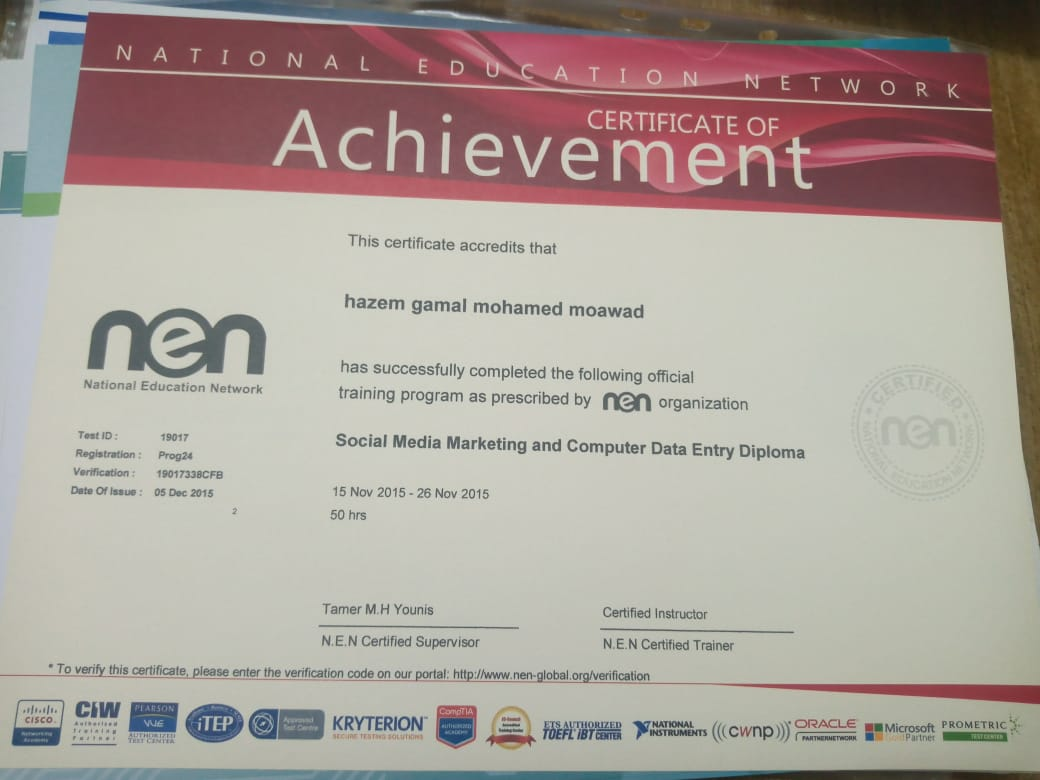 NATIONAL EDUCATION NETWORK
CERTIFICATE OF
Achievement
This certificate accredits that
hazem gamal mohamed moawad
has successfully completed the following official
training program as prescribed by nen organization
Social Media Marketing and Computer Data Entry Diploma
15 Nov 2015 - 26 Nov 2015
50 hrs
nen
National Education Network
Test ID : 19017
Registration : Prog24
Verification : 19017338CFB
Date Of Issue : 05 Dec 2015
2
CERTIFIED
nen
NATIONAL EDUCATION NETWORK
Tamer M.H Younis
N.E.N Certified Supervisor
Certified Instructor
N.E.N Certified Trainer
* To verify this certificate, please enter the verification code on our portal: http://www.nen-global.org/verification
CISCO.
Networking
Academy
CIW
Authorized
Training
Partner
PEARSON
VUE
AUTHORIZED
TEST CENTER
iTEP
Approved
Test Centre
KRYTERION
SECURE TESTING SOLUTIONS
CompTIA
AUTHORIZED
ACADEMY
ETS AUTHORIZED
TOEFL iBT CENTER
NATIONAL
INSTRUMENTS
((cwnp))
ORACLE
PARTNERNETWORK
Microsoft
Gold Partner
PROMETRIC
TEST CENTER